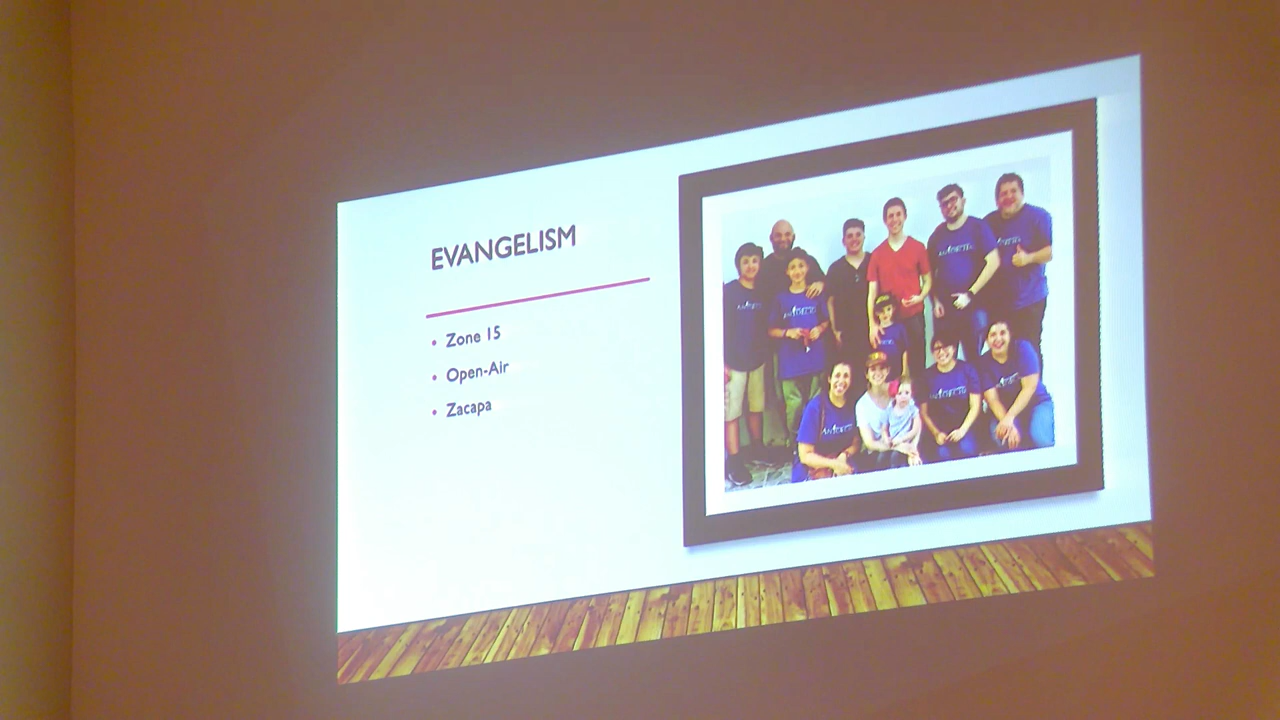 EVANGELISM
• Zone 15
• Open-Air
• Zacapa